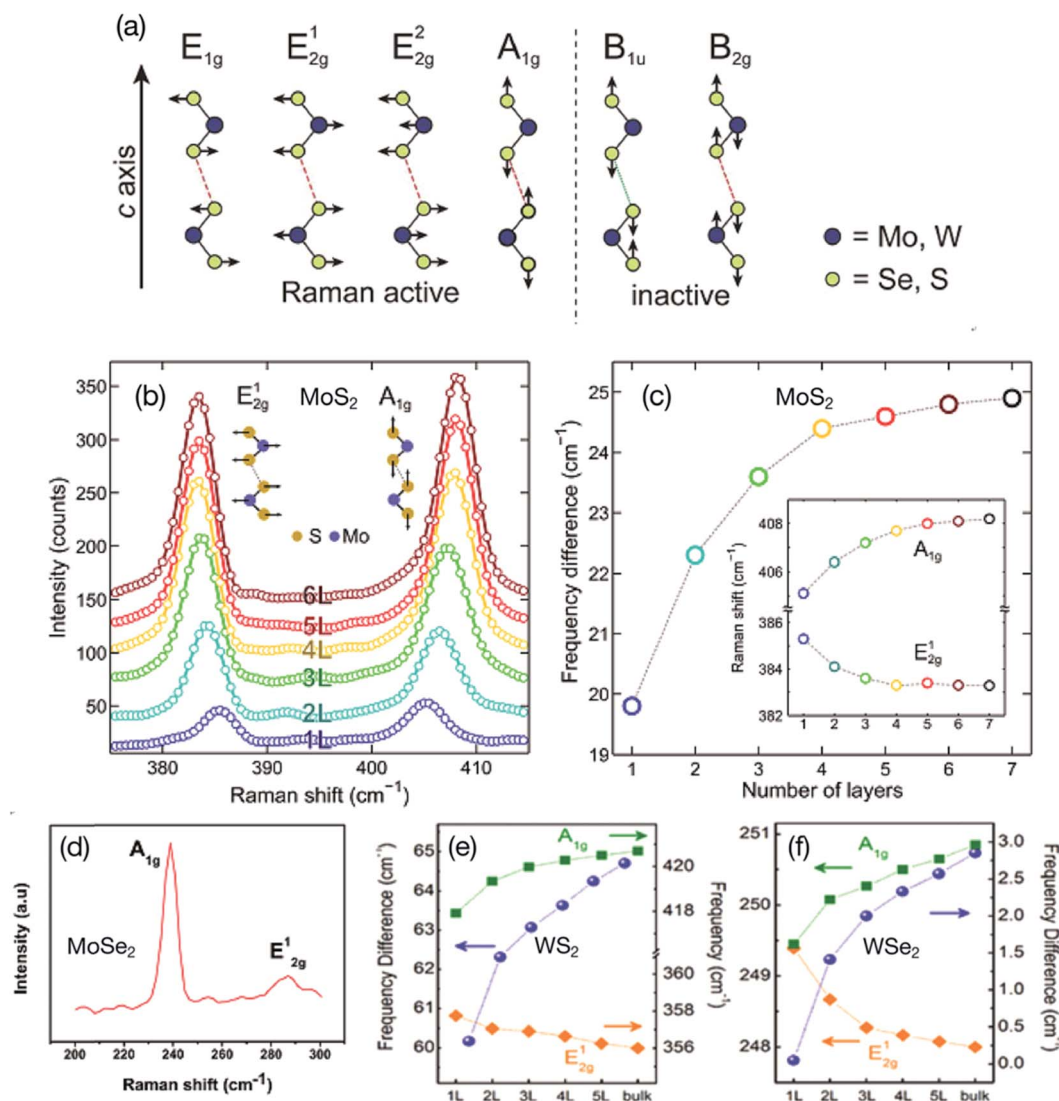 (a)
E1g E¹2g E²2g A1g B1u B2g
c axis
Raman active inactive
= Mo, W
= Se, S
(b) E¹2g MoS2 A1g
S Mo
6L
5L
4L
3L
2L
1L
Intensity (counts)
350
300
250
200
150
100
50
380 390 400 410
Raman shift (cm⁻¹)
(c) MoS2
Frequency difference (cm⁻¹)
25
24
23
22
21
20
19
1 2 3 4 5 6 7
Number of layers
Raman shift (cm⁻¹)
408
406
386
384
382
A1g
E¹2g
1 2 3 4 5 6 7
(d) A1g
MoSe2 E¹2g
Intensity (a.u)
200 220 240 260 280 300
Raman shift (cm⁻¹)
(e) A1g
WS2
E¹2g
Frequency Difference (cm⁻¹)
65
64
63
62
61
60
Frequency (cm⁻¹)
420
418
360
358
356
1L 2L 3L 4L 5L bulk
(f) A1g
WSe2
E¹2g
251
250
249
248
3.0
2.5
2.0
1.5
1.0
0.5
0.0
Frequency Difference (cm⁻¹)
1L 2L 3L 4L 5L bulk